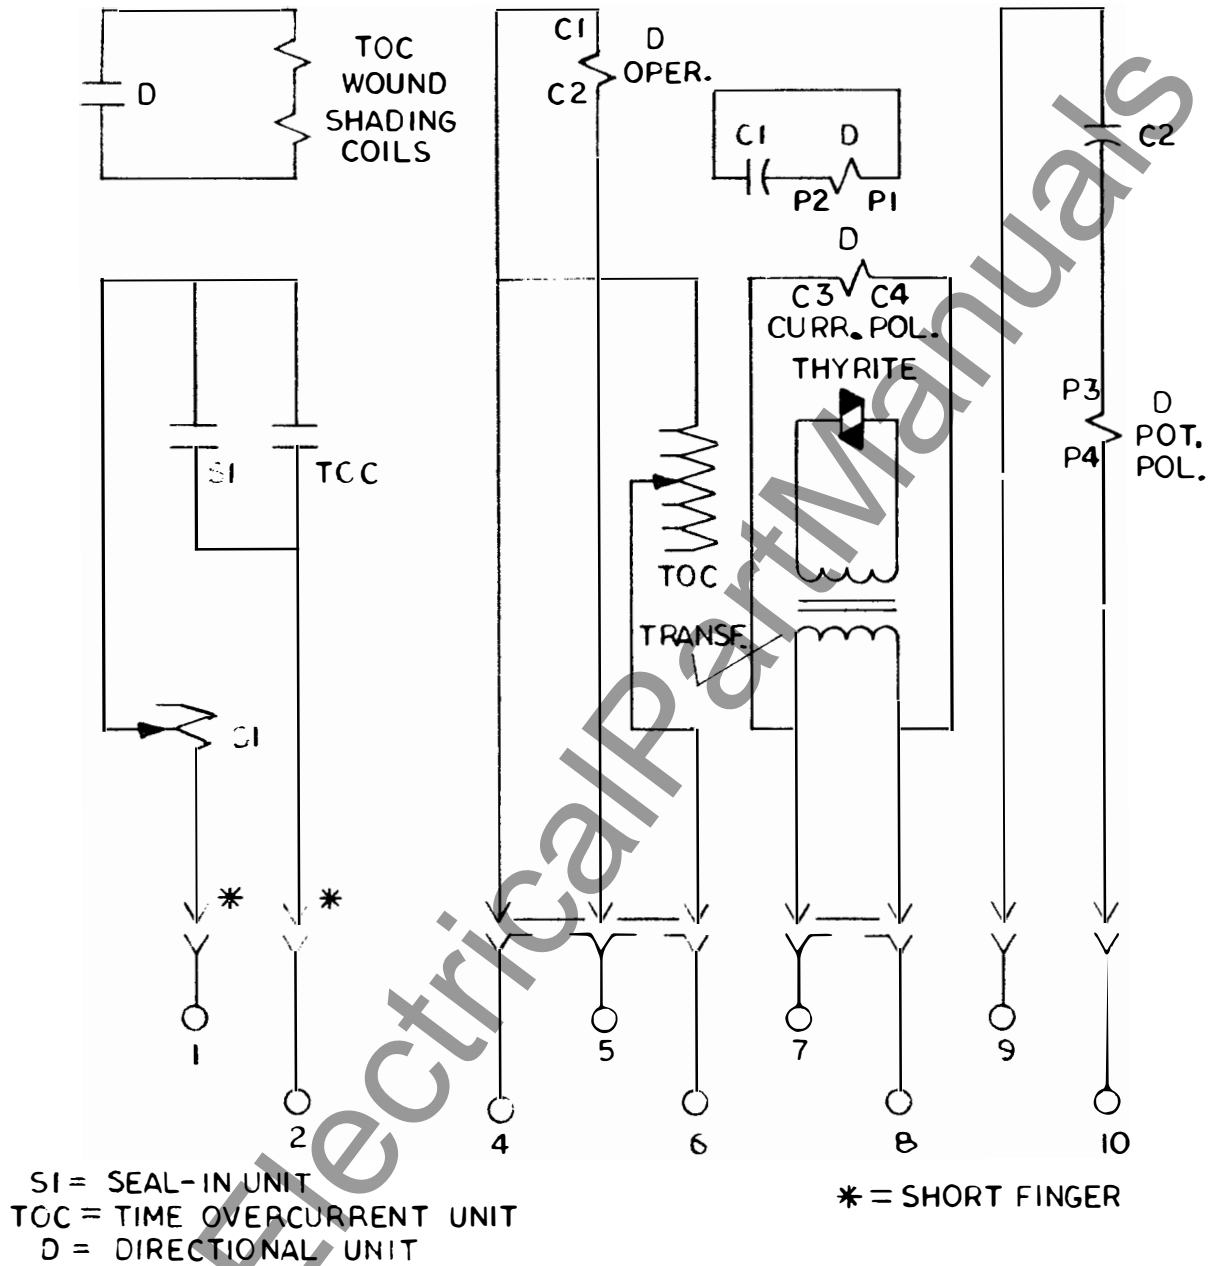 TOC
WOUND
SHADING
COILS
D
C1
C2
D
OPER.
C1
D
P2
P1
C2
D
C3
C4
CURR. POL.
THYRITE
P3
P4
D
POT.
POL.
SI
TOC
TOC
TRANSF.
SI
*
*
1
2
4
5
6
7
8
9
10
SI = SEAL-IN UNIT
TOC = TIME OVERCURRENT UNIT
D = DIRECTIONAL UNIT
* = SHORT FINGER
ElectricalPartManuals